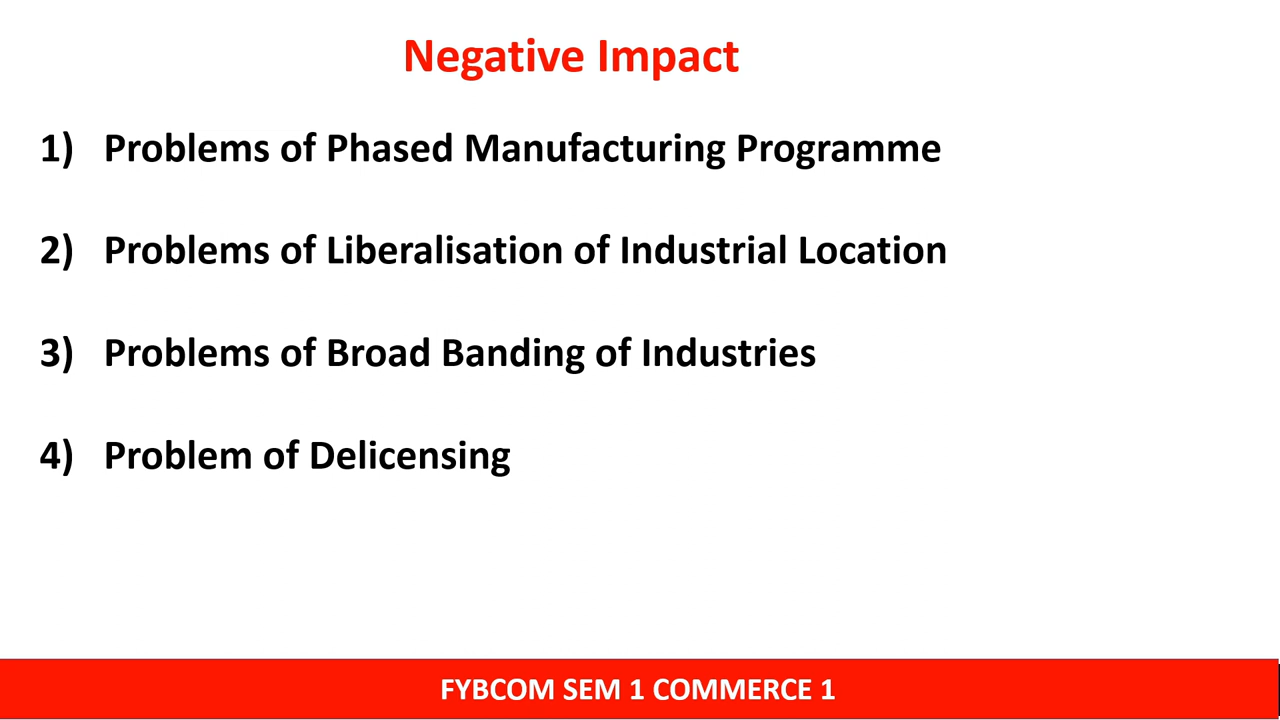 Negative Impact
1) Problems of Phased Manufacturing Programme
2) Problems of Liberalisation of Industrial Location
3) Problems of Broad Banding of Industries
4) Problem of Delicensing
FYBCOM SEM 1 COMMERCE 1